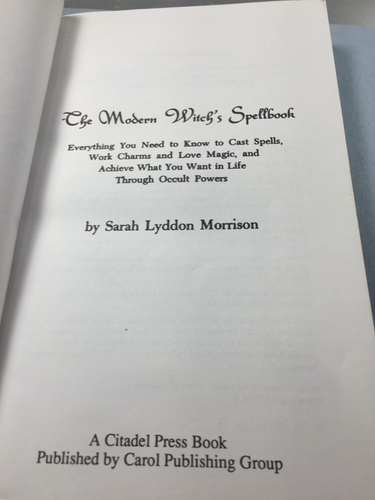 The Modern Witch's Spellbook
Everything You Need to Know to Cast Spells,
Work Charms and Love Magic, and
Achieve What You Want in Life
Through Occult Powers
by Sarah Lyddon Morrison
A Citadel Press Book
Published by Carol Publishing Group